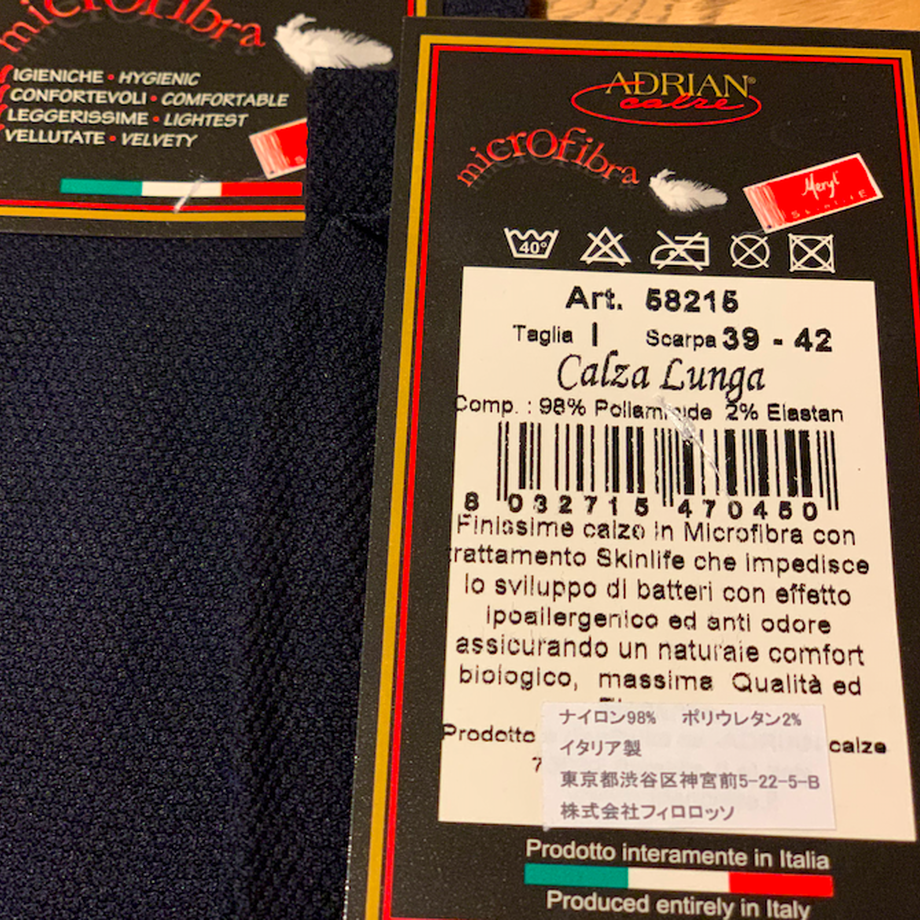 microfibra
IGIENICHE • HYGIENIC
CONFORTEVOLI • COMFORTABLE
LEGGERISSIME • LIGHTEST
VELLUTATE • VELVETY
ADRIAN®
calze
microfibra
Meryl
SKINLIFE
40°
Art. 58215
Taglia I Scarpa 39 - 42
Calza Lunga
Comp. : 98% Poliammide 2% Elastan
8 032715 470450
Finissime calze in Microfibra con
trattamento Skinlife che impedisce
lo sviluppo di batteri con effetto
ipoallergenico ed anti odore
assicurando un naturale comfort
biologico, massima Qualità ed
Prodotto calze
ナイロン98% ポリウレタン2%
イタリア製
東京都渋谷区神宮前5-22-5-B
株式会社フィロロッソ
Prodotto interamente in Italia
Produced entirely in Italy